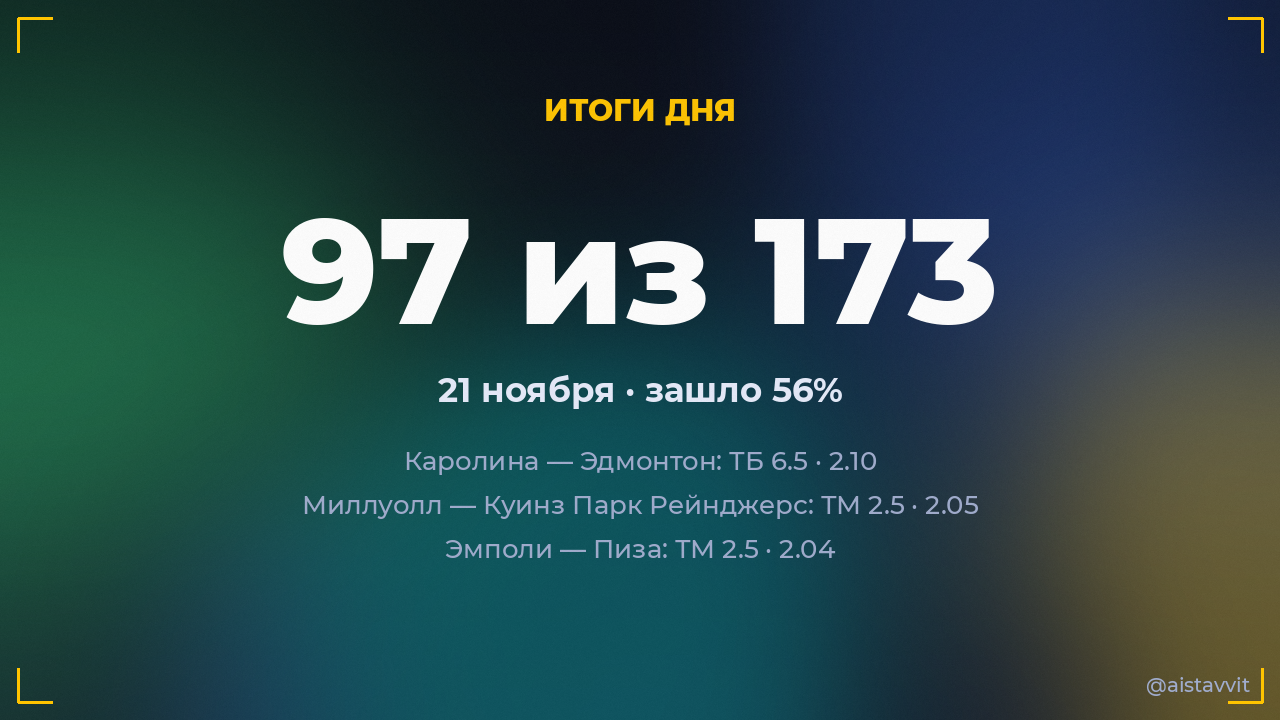 ИТОГИ ДНЯ
97 из 173
21 ноября · зашло 56%
Каролина — Эдмонтон: ТБ 6.5 · 2.10
Миллуолл — Куинз Парк Рейнджерс: ТМ 2.5 · 2.05
Эмполи — Пиза: ТМ 2.5 · 2.04
@aistavvit